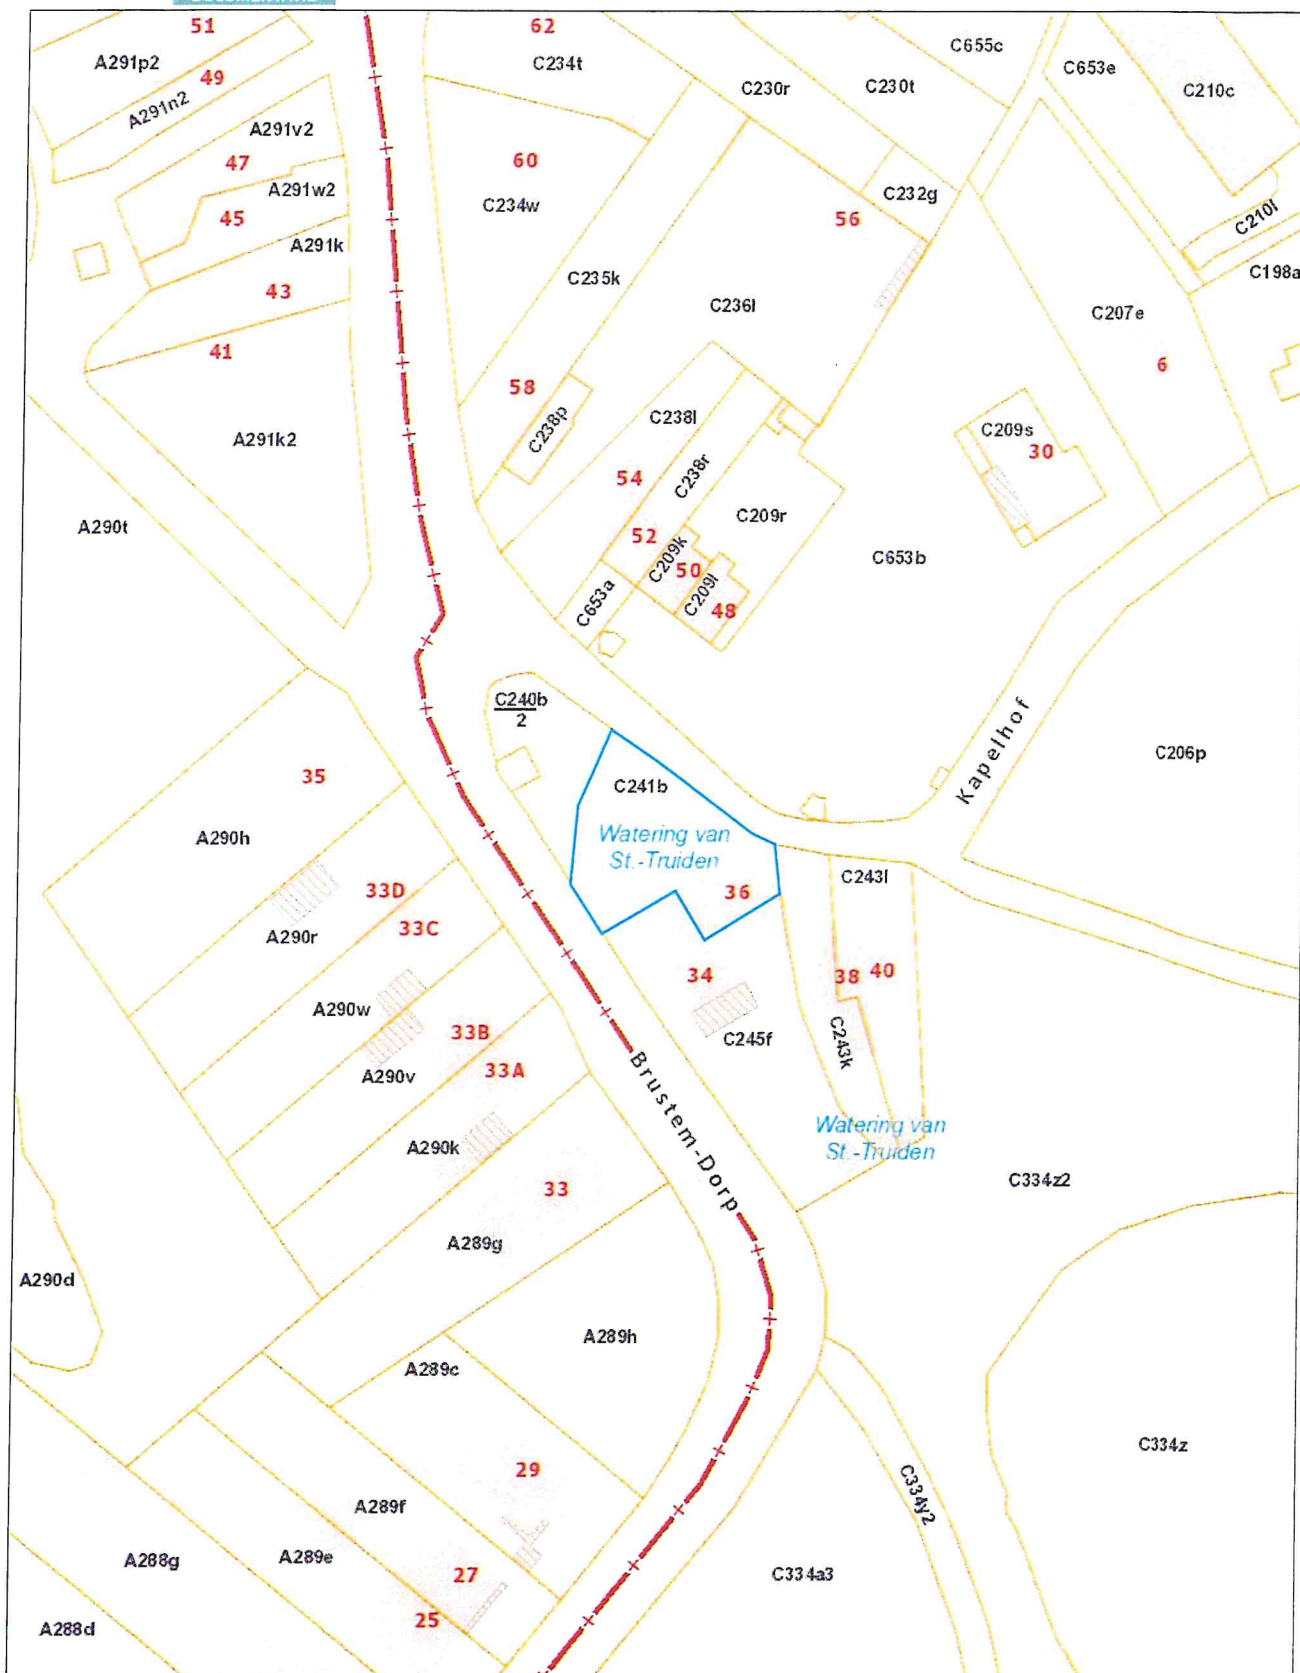 51
62
A291p2
C234t
C655c
C653e
49
C230r
C230t
C210c
A291n2
A291v2
47
60
A291w2
C234w
C232g
45
56
C210l
A291k
C198a
C235k
43
C236l
C207e
41
6
58
C238p
C238l
A291k2
C209s
30
54
C238r
A290t
C209r
52
C209k
C653b
50
C209l
C653a
48
C240b
2
Kapelhof
C206p
35
C241b
A290h
Watering van
St.-Truiden
33D
36
C243l
33C
A290r
34
38
40
A290w
33B
C245f
C243k
33A
A290v
Brustem-Dorp
Watering van
St.-Truiden
A290k
33
C334z2
A289g
A290d
A289h
A289c
C334z
29
C334y2
A289f
A288g
A289e
27
C334a3
25
A288d